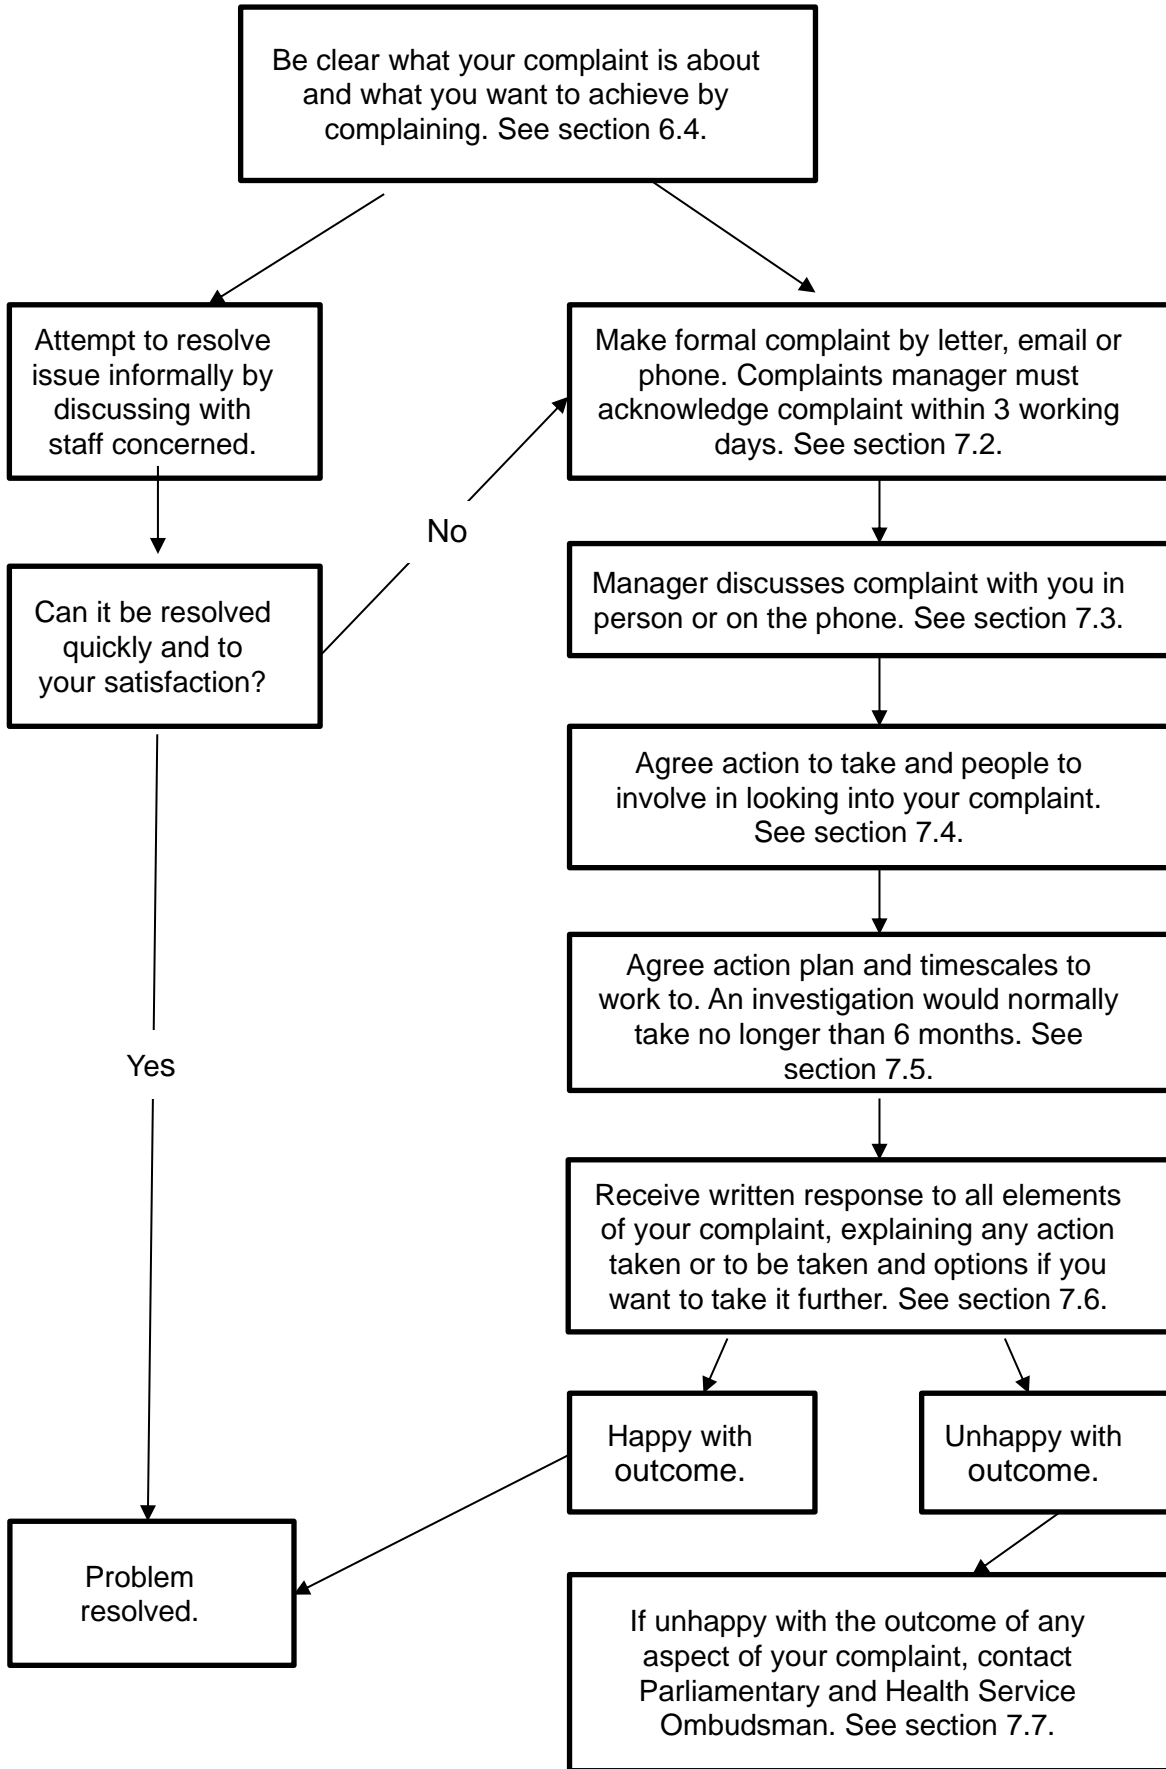 Be clear what your complaint is about
and what you want to achieve by
complaining. See section 6.4.
Attempt to resolve
issue informally by
discussing with
staff concerned.
Make formal complaint by letter, email or
phone. Complaints manager must
acknowledge complaint within 3 working
days. See section 7.2.
No
Manager discusses complaint with you in
person or on the phone. See section 7.3.
Can it be resolved
quickly and to
your satisfaction?
Agree action to take and people to
involve in looking into your complaint.
See section 7.4.
Agree action plan and timescales to
work to. An investigation would normally
take no longer than 6 months. See
section 7.5.
Yes
Receive written response to all elements
of your complaint, explaining any action
taken or to be taken and options if you
want to take it further. See section 7.6.
Happy with
outcome.
Unhappy with
outcome.
Problem
resolved.
If unhappy with the outcome of any
aspect of your complaint, contact
Parliamentary and Health Service
Ombudsman. See section 7.7.